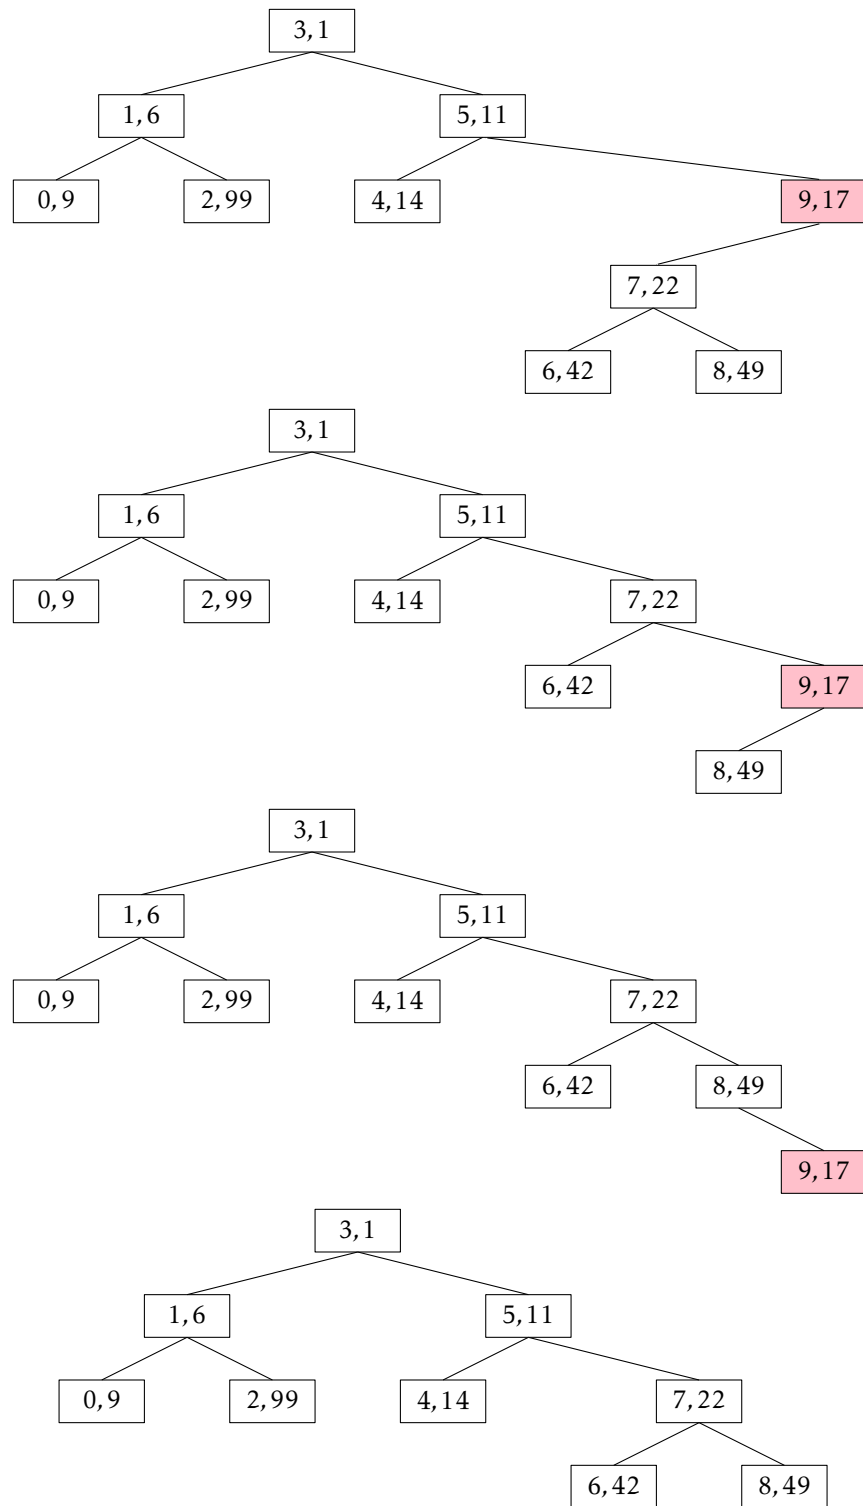 3, 1
1, 6 5, 11
0, 9 2, 99 4, 14 9, 17
7, 22
6, 42 8, 49
3, 1
1, 6 5, 11
0, 9 2, 99 4, 14 7, 22
6, 42 9, 17
8, 49
3, 1
1, 6 5, 11
0, 9 2, 99 4, 14 7, 22
6, 42 8, 49
9, 17
3, 1
1, 6 5, 11
0, 9 2, 99 4, 14 7, 22
6, 42 8, 49